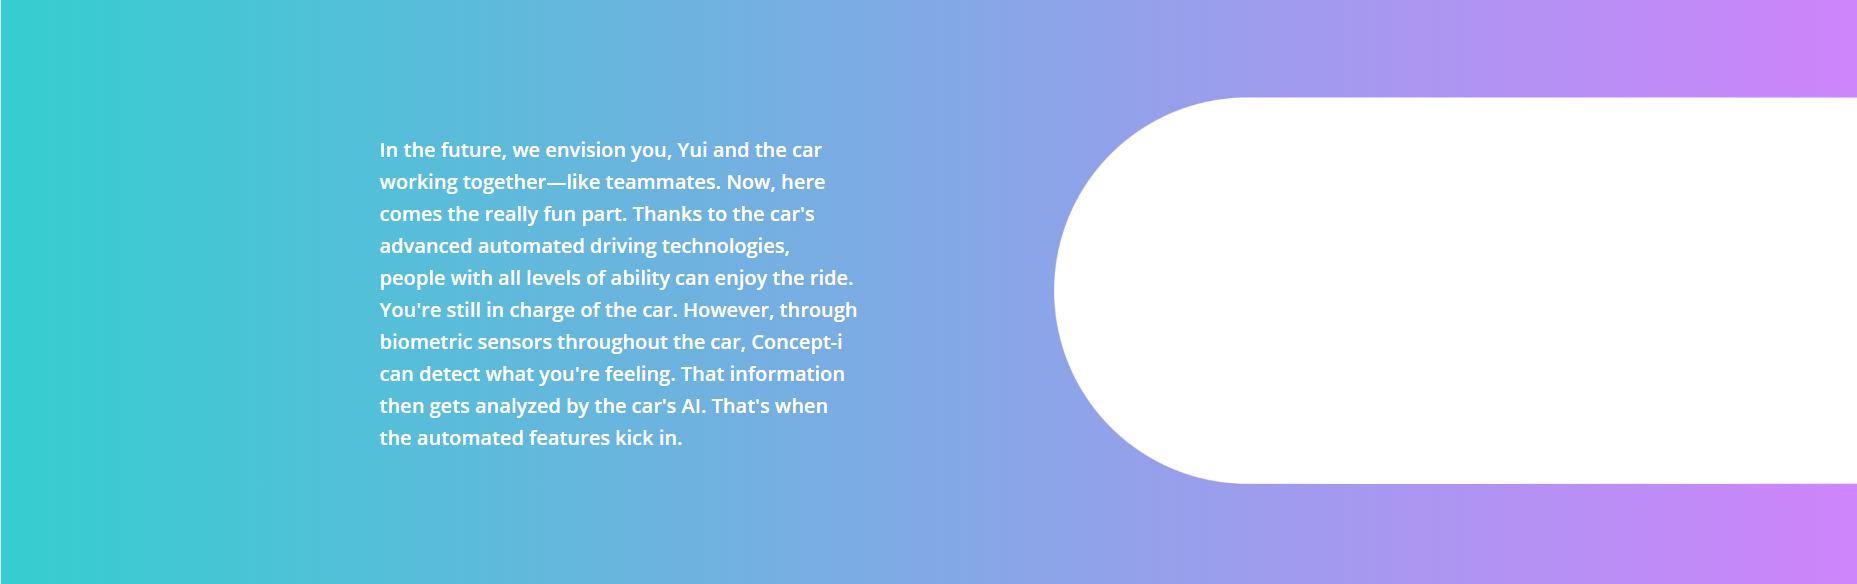 In the future, we envision you, Yui and the car
working together—like teammates. Now, here
comes the really fun part. Thanks to the car's
advanced automated driving technologies,
people with all levels of ability can enjoy the ride.
You're still in charge of the car. However, through
biometric sensors throughout the car, Concept-i
can detect what you're feeling. That information
then gets analyzed by the car's AI. That's when
the automated features kick in.